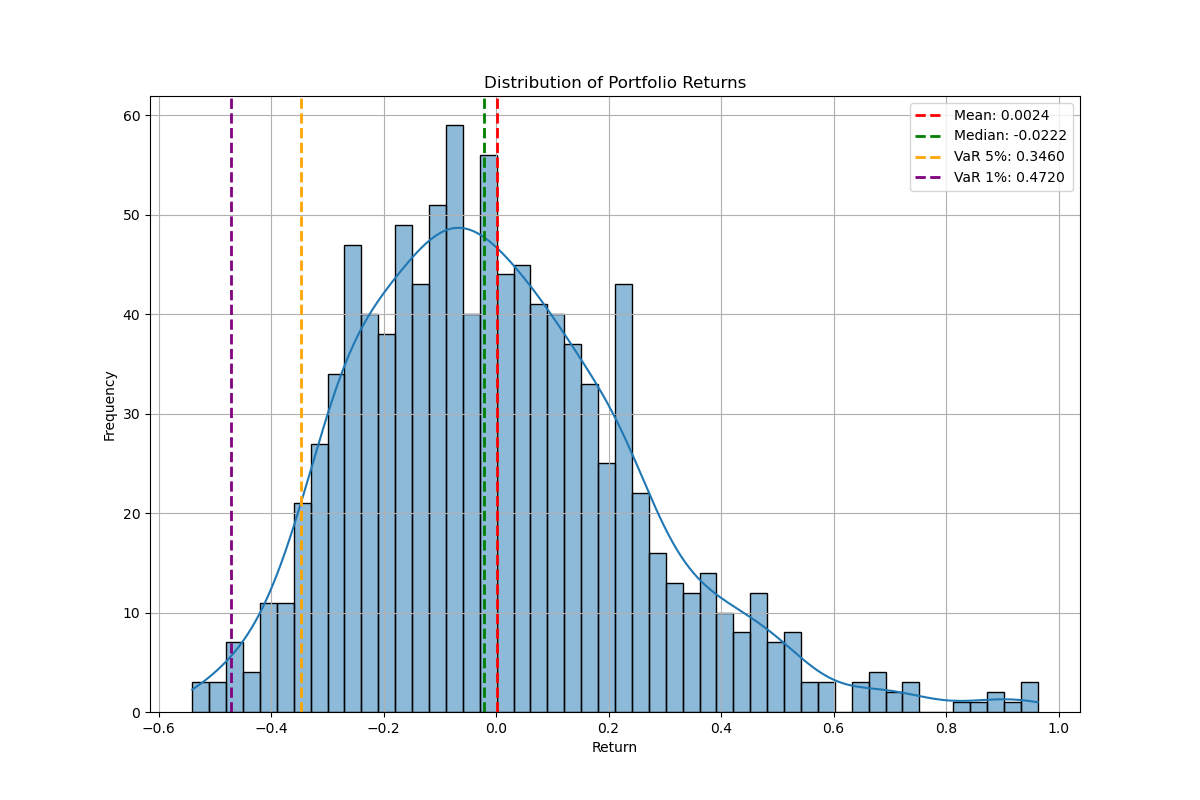 Distribution of Portfolio Returns
Mean: 0.0024
Median: -0.0222
VaR 5%: 0.3460
VaR 1%: 0.4720
Frequency
60
50
40
30
20
10
0
−0.6 −0.4 −0.2 0.0 0.2 0.4 0.6 0.8 1.0
Return